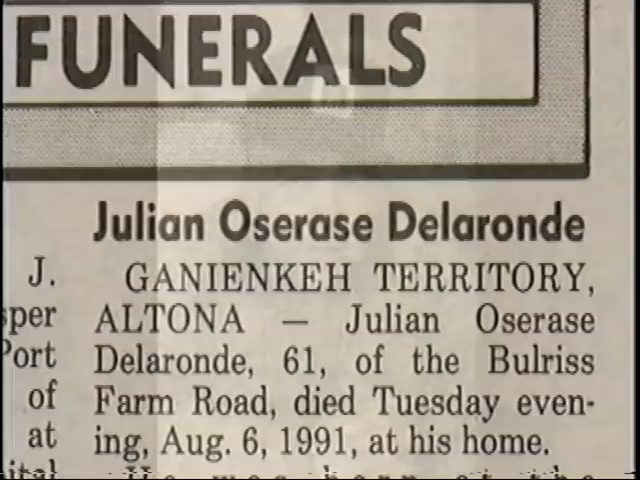 FUNERALS
Julian Oserase Delaronde
GANIENKEH TERRITORY,
ALTONA — Julian Oserase
Delaronde, 61, of the Bulriss
Farm Road, died Tuesday even-
ing, Aug. 6, 1991, at his home.
J.
Port
of
at